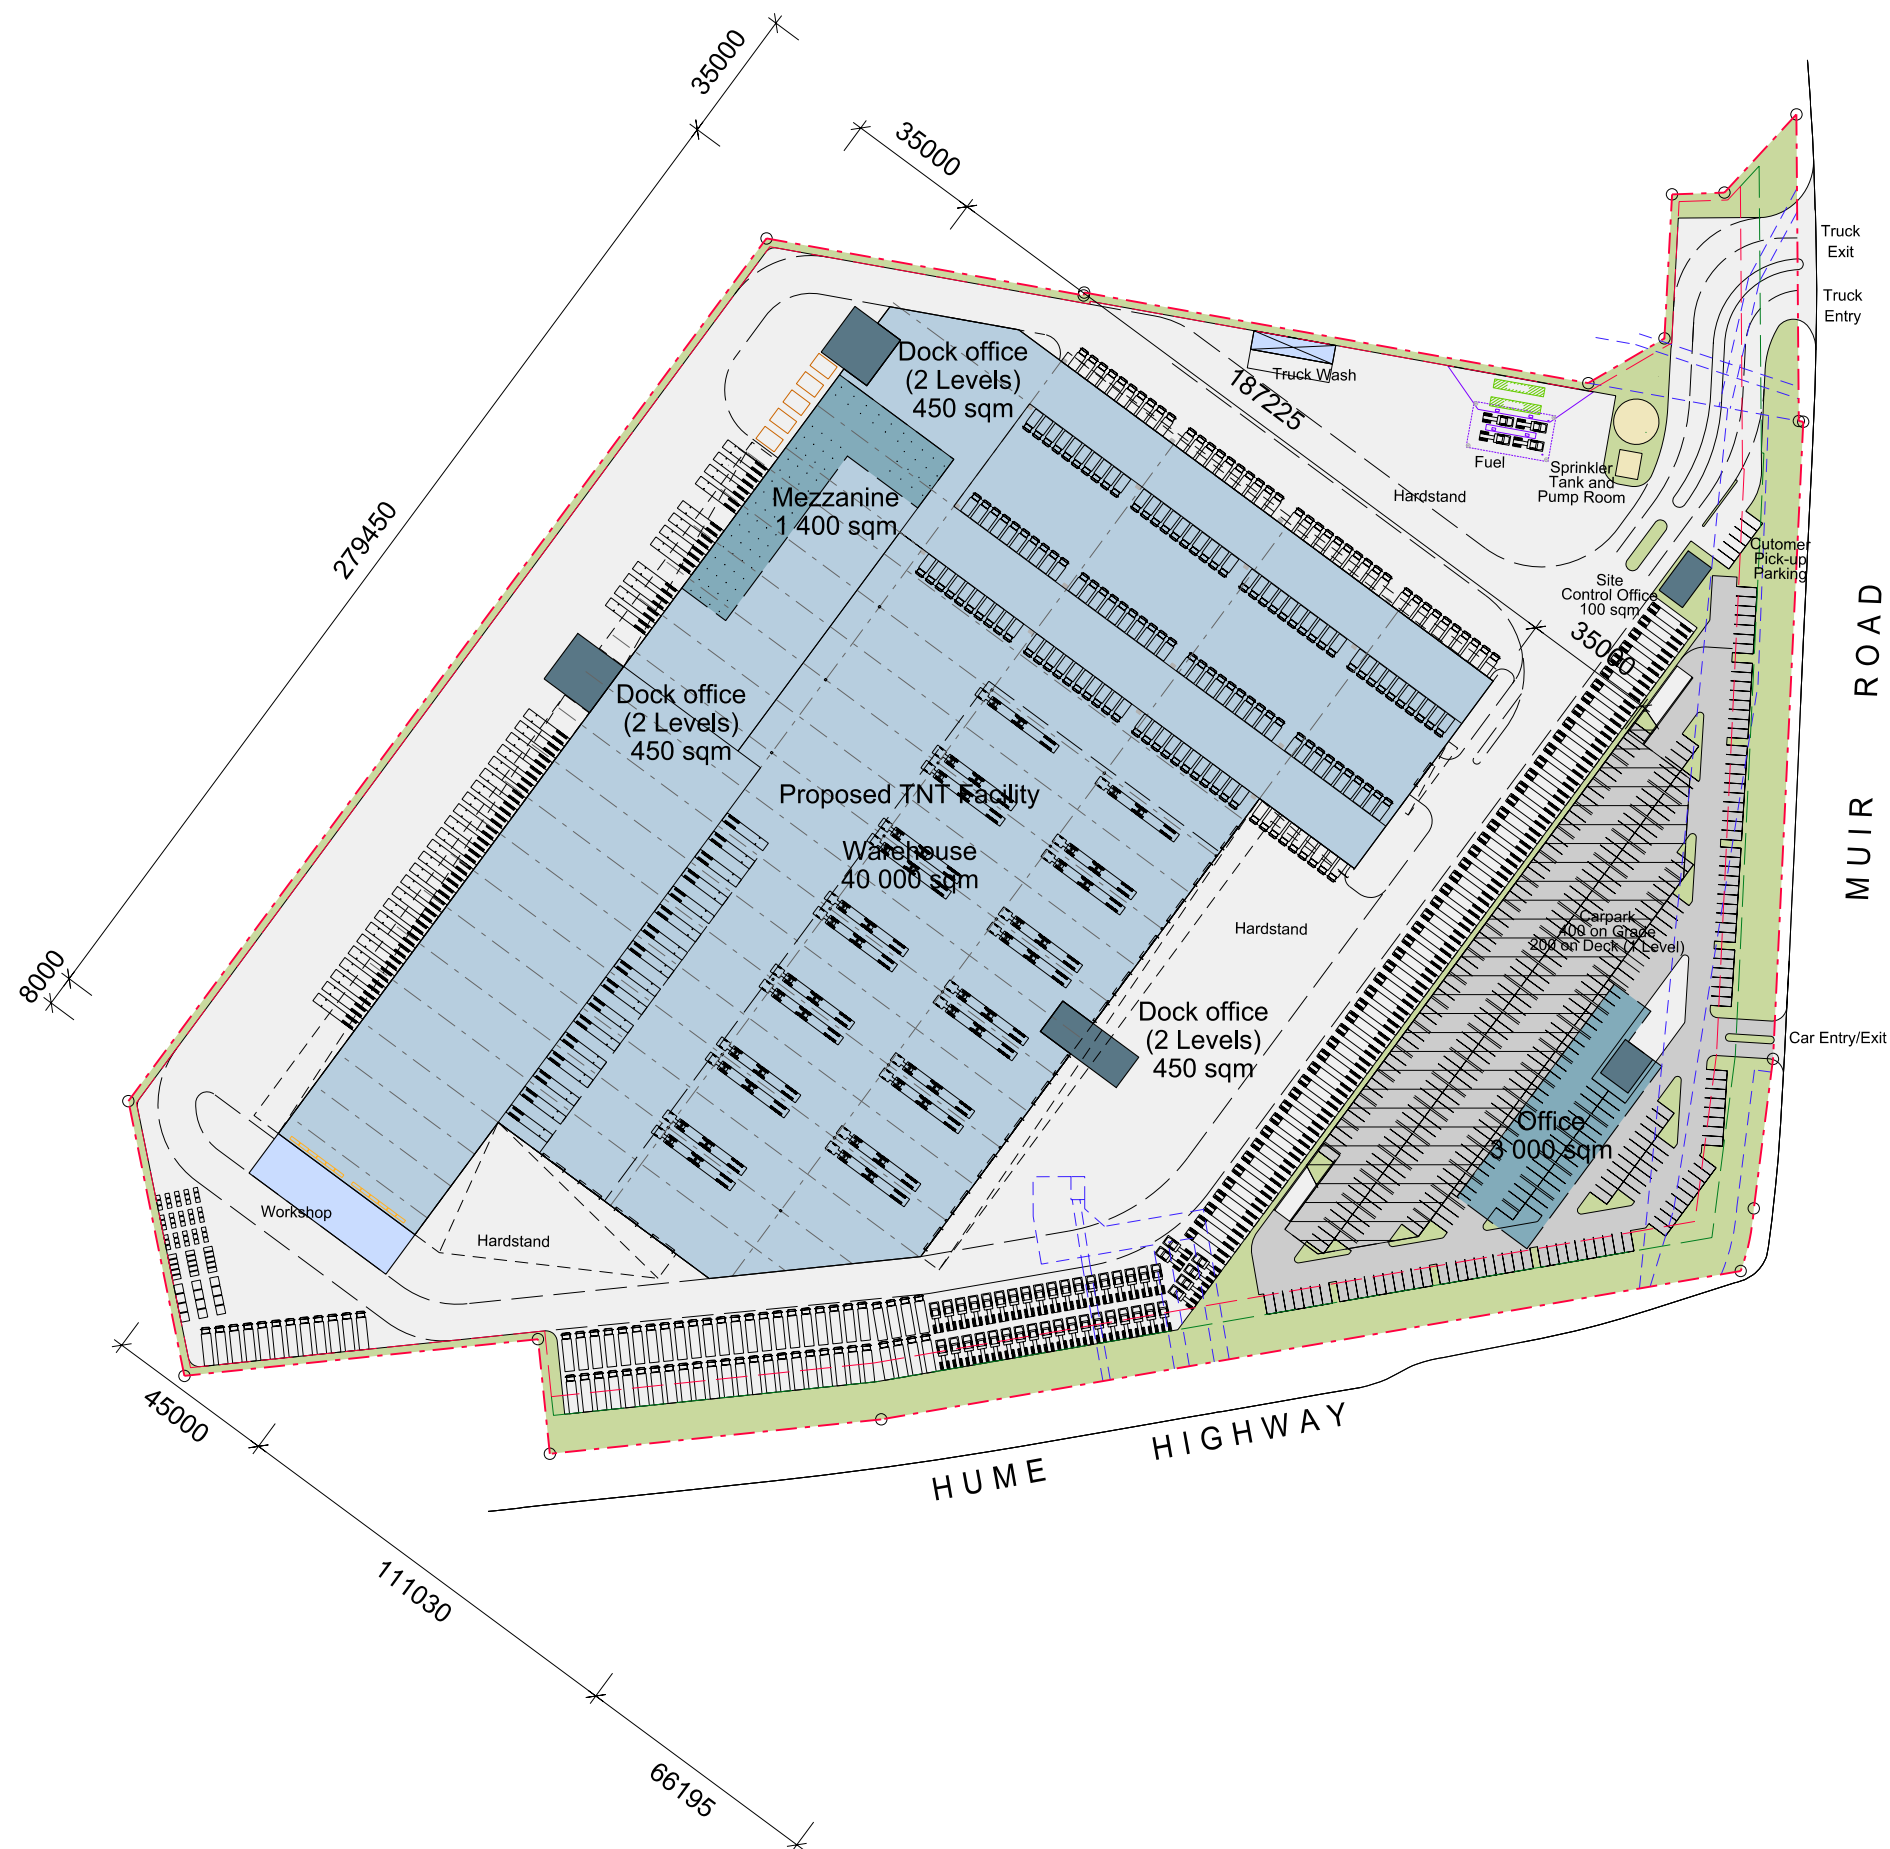 35000
35000
Truck
Exit
Truck
Entry
Dock office
(2 Levels)
450 sqm
Truck Wash
187225
Fuel
Sprinkler
Tank and
Pump Room
Hardstand
Mezzanine
1 400 sqm
279450
Cutomer
Pick-up
Parking
Site
Control Office
100 sqm
35000
MUIR ROAD
Dock office
(2 Levels)
450 sqm
Proposed TNT Facility
Warehouse
40 000 sqm
Hardstand
Carpark
400 on Grade
200 on Deck (1 Level)
8000
Dock office
(2 Levels)
450 sqm
Car Entry/Exit
Office
3 000 sqm
Workshop
Hardstand
45000
HUME HIGHWAY
111030
66195